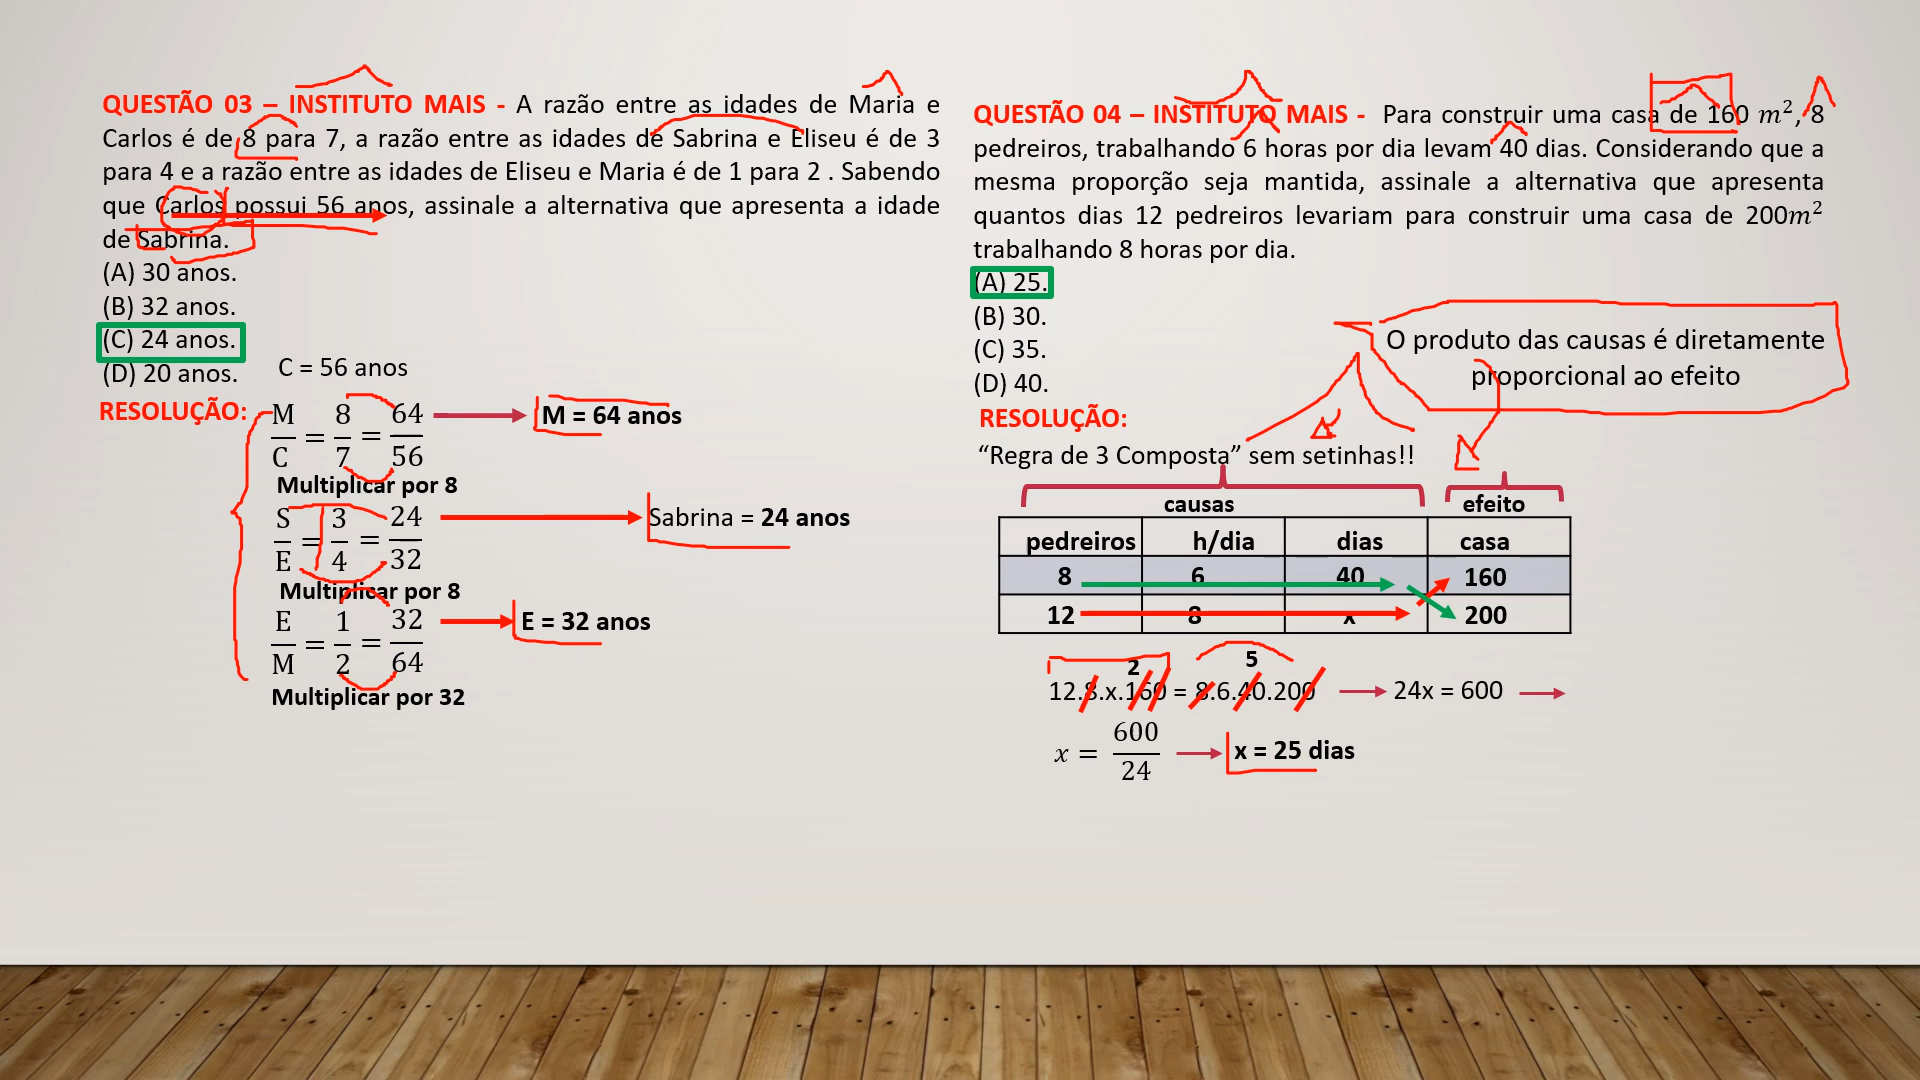 QUESTÃO 03 – INSTITUTO MAIS - A razão entre as idades de Maria e
Carlos é de 8 para 7, a razão entre as idades de Sabrina e Eliseu é de 3
para 4 e a razão entre as idades de Eliseu e Maria é de 1 para 2 . Sabendo
que Carlos possui 56 anos, assinale a alternativa que apresenta a idade
de Sabrina.
(A) 30 anos.
(B) 32 anos.
(C) 24 anos.
(D) 20 anos.
C = 56 anos
RESOLUÇÃO:
M/C = 8/7 = 64/56
M = 64 anos
Multiplicar por 8
S/E = 3/4 = 24/32
Sabrina = 24 anos
Multiplicar por 8
E/M = 1/2 = 32/64
E = 32 anos
Multiplicar por 32
QUESTÃO 04 – INSTITUTO MAIS - Para construir uma casa de 160 m², 8
pedreiros, trabalhando 6 horas por dia levam 40 dias. Considerando que a
mesma proporção seja mantida, assinale a alternativa que apresenta
quantos dias 12 pedreiros levariam para construir uma casa de 200m²
trabalhando 8 horas por dia.
(A) 25.
(B) 30.
(C) 35.
(D) 40.
O produto das causas é diretamente
proporcional ao efeito
RESOLUÇÃO:
“Regra de 3 Composta” sem setinhas!!
causas efeito
pedreiros h/dia dias casa
8 6 40 160
12 8 x 200
2 5
12.8.x.160 = 8.6.40.200 24x = 600
x = 600/24 x = 25 dias